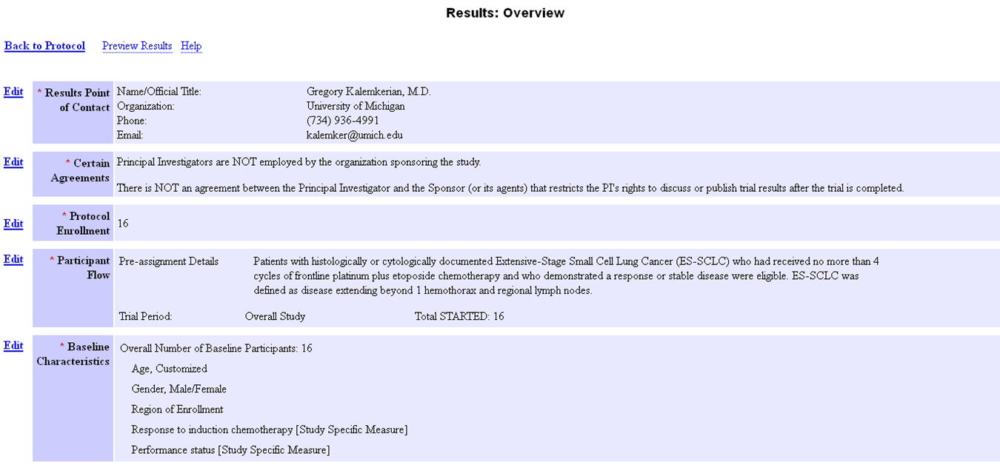 Results: Overview
Back to Protocol Preview Results Help
Edit * Results Point of Contact
Name/Official Title: Gregory Kalemkerian, M.D.
Organization: University of Michigan
Phone: (734) 936-4991
Email: kalemker@umich.edu
Edit * Certain Agreements
Principal Investigators are NOT employed by the organization sponsoring the study.
There is NOT an agreement between the Principal Investigator and the Sponsor (or its agents) that restricts the PI's rights to discuss or publish trial results after the trial is completed.
Edit * Protocol Enrollment
16
Edit * Participant Flow
Pre-assignment Details Patients with histologically or cytologically documented Extensive-Stage Small Cell Lung Cancer (ES-SCLC) who had received no more than 4
cycles of frontline platinum plus etoposide chemotherapy and who demonstrated a response or stable disease were eligible. ES-SCLC was
defined as disease extending beyond 1 hemothorax and regional lymph nodes.
Trial Period: Overall Study Total STARTED: 16
Edit * Baseline Characteristics
Overall Number of Baseline Participants: 16
Age, Customized
Gender, Male/Female
Region of Enrollment
Response to induction chemotherapy [Study Specific Measure]
Performance status [Study Specific Measure]